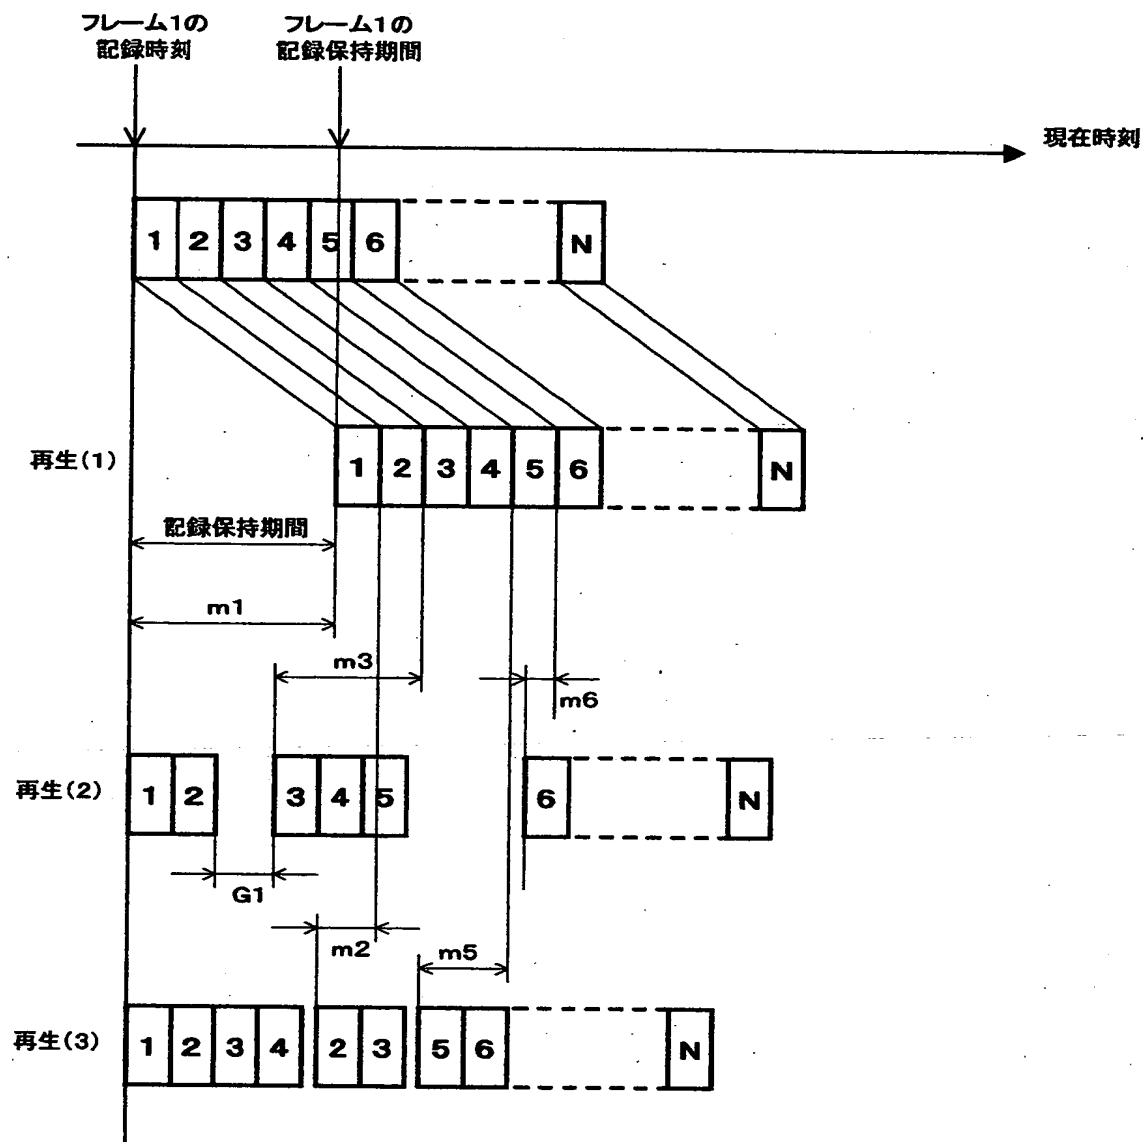 フレーム1の
記録時刻
フレーム1の
記録保持期間
現在時刻
1 2 3 4 5 6 N
再生(1)
1 2 3 4 5 6 N
記録保持期間
m1
m3
m6
再生(2)
1 2 3 4 5 6 N
G1
m2
m5
再生(3)
1 2 3 4 2 3 5 6 N